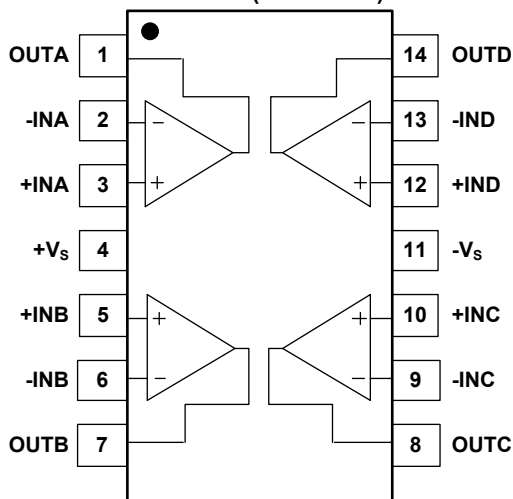 OUTA 1 14 OUTD
-INA 2 − − 13 -IND
+INA 3 + + 12 +IND
+VS 4 11 -VS
+INB 5 + + 10 +INC
-INB 6 − − 9 -INC
OUTB 7 8 OUTC